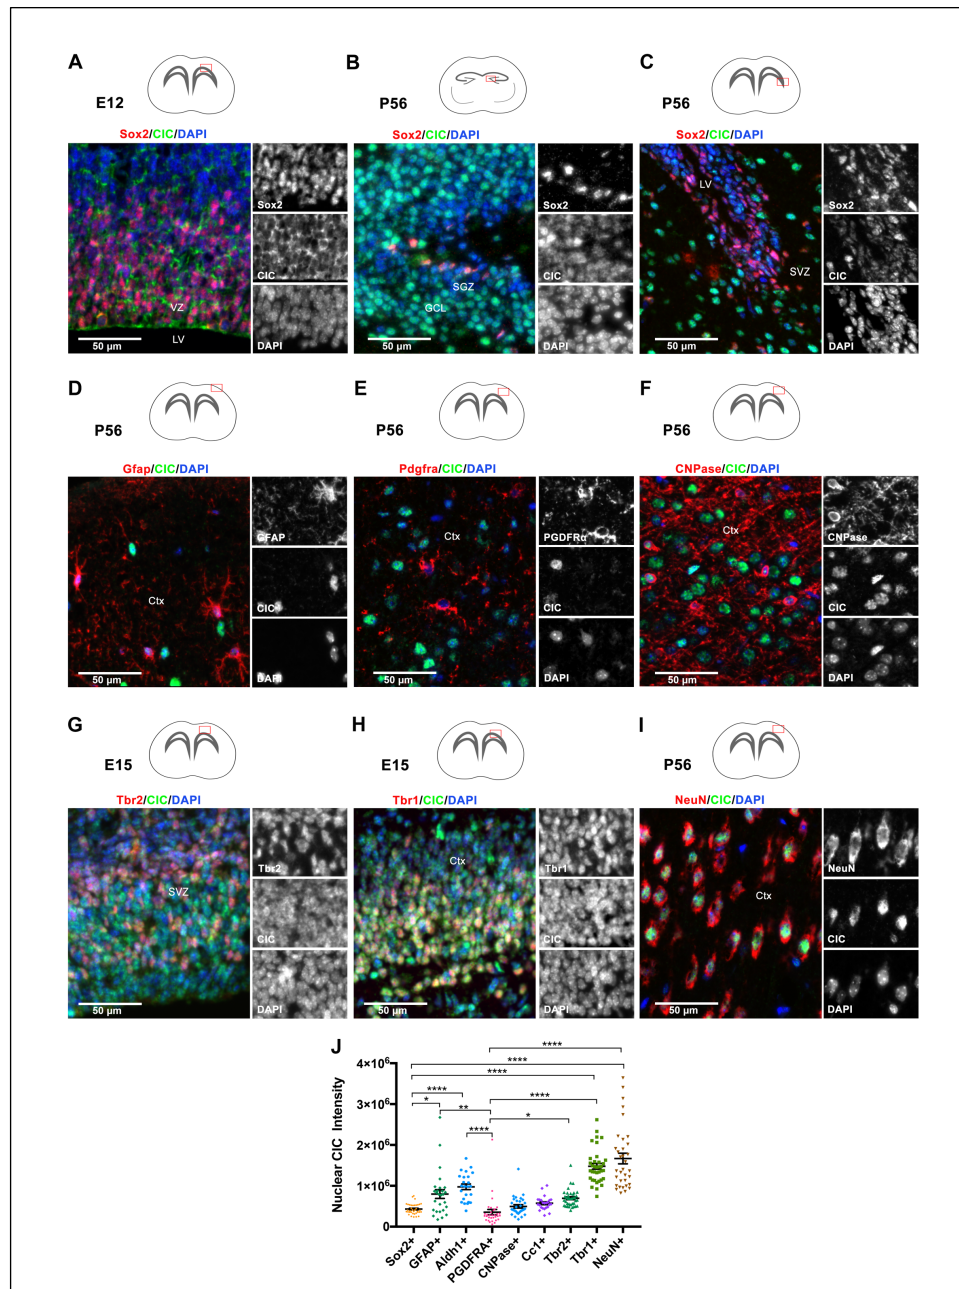 A
E12
Sox2/CIC/DAPI
VZ
LV
50 µm
Sox2
CIC
DAPI
B
P56
Sox2/CIC/DAPI
SGZ
GCL
50 µm
Sox2
CIC
DAPI
C
P56
Sox2/CIC/DAPI
LV
SVZ
50 µm
Sox2
CIC
DAPI
D
P56
Gfap/CIC/DAPI
Ctx
50 µm
GFAP
CIC
DAPI
E
P56
Pdgfra/CIC/DAPI
Ctx
50 µm
PGDFRα
CIC
DAPI
F
P56
CNPase/CIC/DAPI
Ctx
50 µm
CNPase
CIC
DAPI
G
E15
Tbr2/CIC/DAPI
SVZ
50 µm
Tbr2
CIC
DAPI
H
E15
Tbr1/CIC/DAPI
Ctx
50 µm
Tbr1
CIC
DAPI
I
P56
NeuN/CIC/DAPI
Ctx
50 µm
NeuN
CIC
DAPI
J
Nuclear CIC Intensity
4×10⁶
3×10⁶
2×10⁶
1×10⁶
0
****
****
****
****
*
**
****
*
****
Sox2+
GFAP+
Aldh1+
PGDFRA+
CNPase+
Cc1+
Tbr2+
Tbr1+
NeuN+